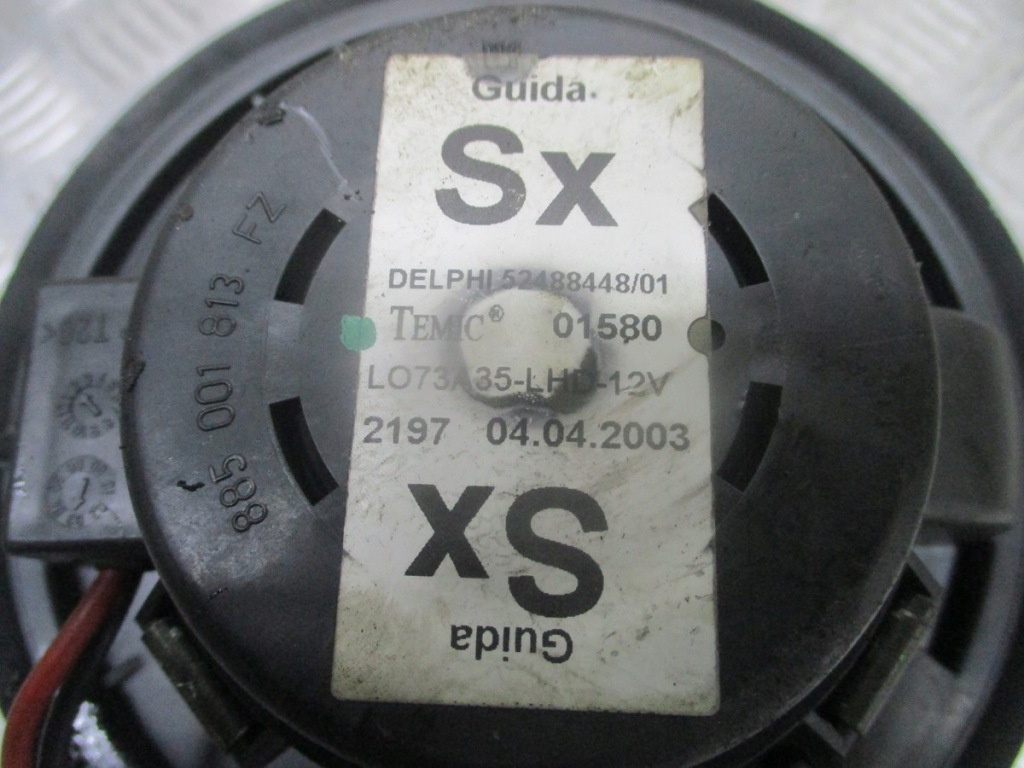 Guida
Sx
DELPHI 52488448/01
TEMIC® 01580
LO73A35-LHD-12V
2197 04.04.2003
Sx
Guida
885 001 813 FZ